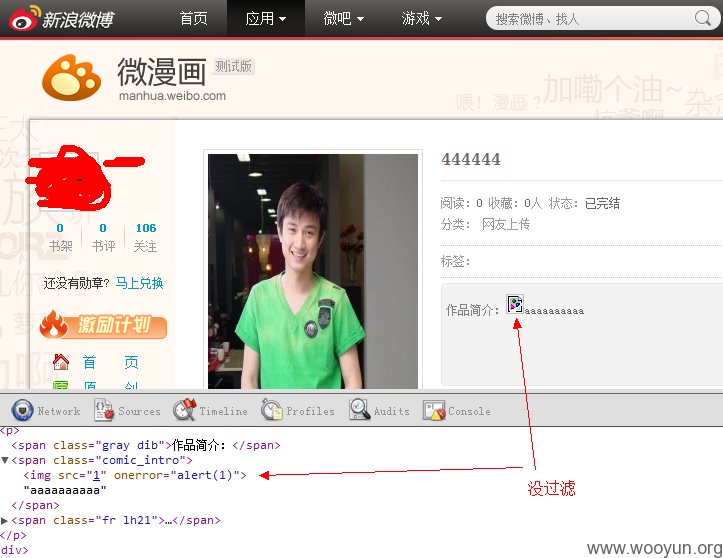 新浪微博 首页 应用 微吧 游戏 搜索微博、找人
微漫画 测试版
manhua.weibo.com
喂！漫画？
加嘞个油~
444444
阅读：0 收藏：0人 状态：已完结
分类： 网友上传
标签：
作品简介： aaaaaaaaaa
0 0 106
书架 书评 关注
还没有勋章？ 马上兑换
激励计划
首 页
原 创
Network Sources Timeline Profiles Audits Console
<p>
<span class="gray dib">作品简介：</span>
▼<span class="comic_intro">
<img src="1" onerror="alert(1)">
"aaaaaaaaaa"
</span>
▶<span class="fr lh21">…</span>
</p>
div>
没过滤
www.wooyun.org